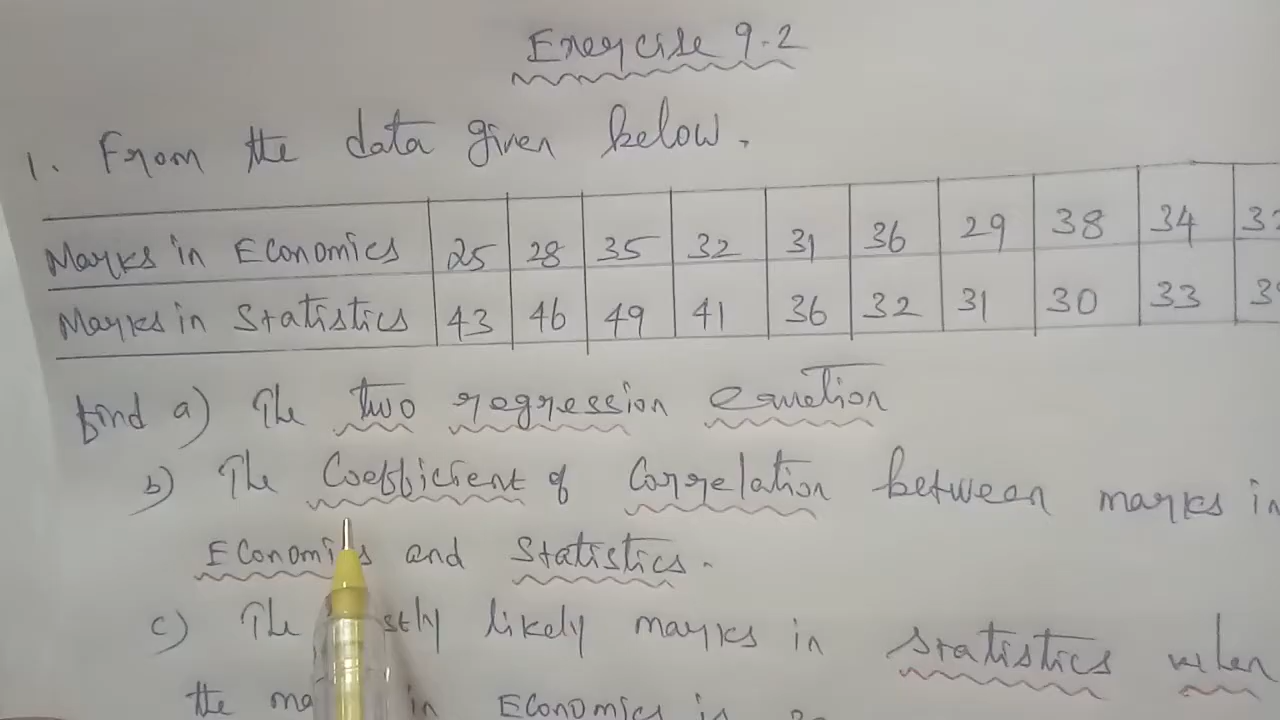 Exercise 9.2
1. From the data given below.
Marks in Economics 25 28 35 32 31 36 29 38 34
Marks in Statistics 43 46 49 41 36 32 31 30 33
find a) The two regression equation
b) The Coefficient of Correlation between marks in
Economics and Statistics.
c) The likely marks in statistics when
the in Economics is